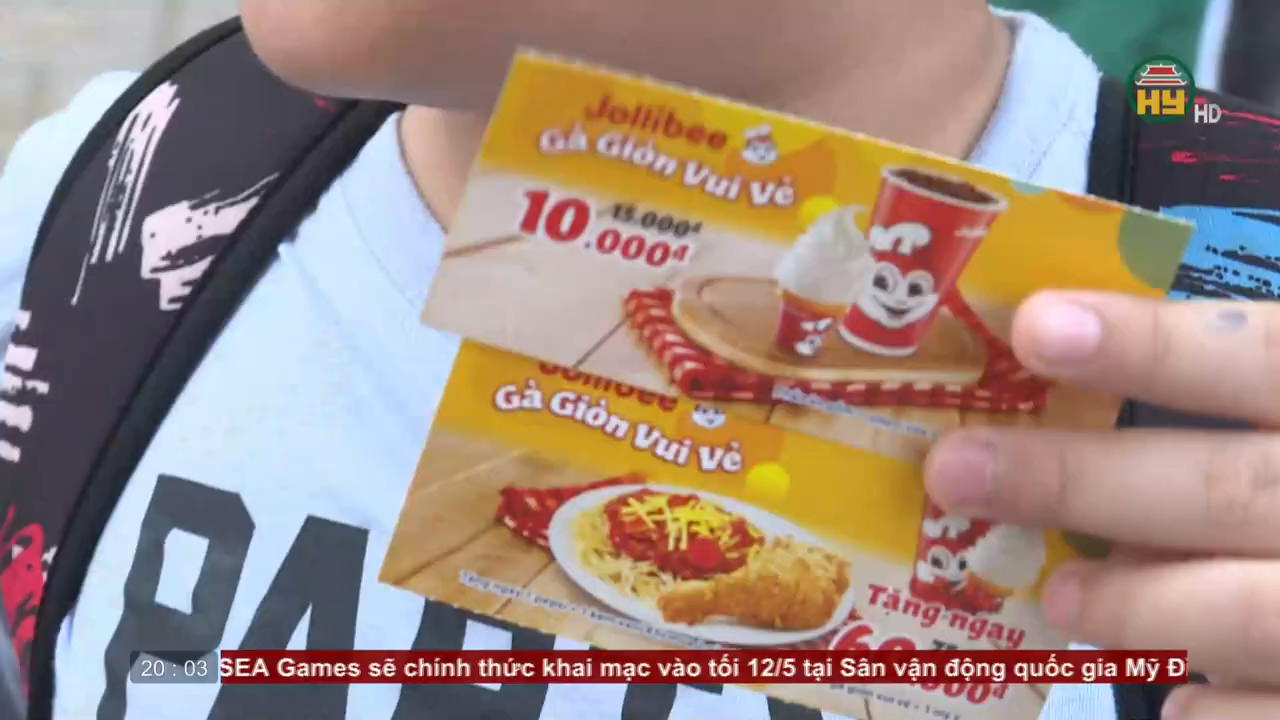 HY HD
Jollibee
Gà Giòn Vui Vẻ
15.000đ
10.000đ
Jollibee
Gà Giòn Vui Vẻ
Tặng ngay
20 : 03 SEA Games sẽ chính thức khai mạc vào tối 12/5 tại Sân vận động quốc gia Mỹ Đ